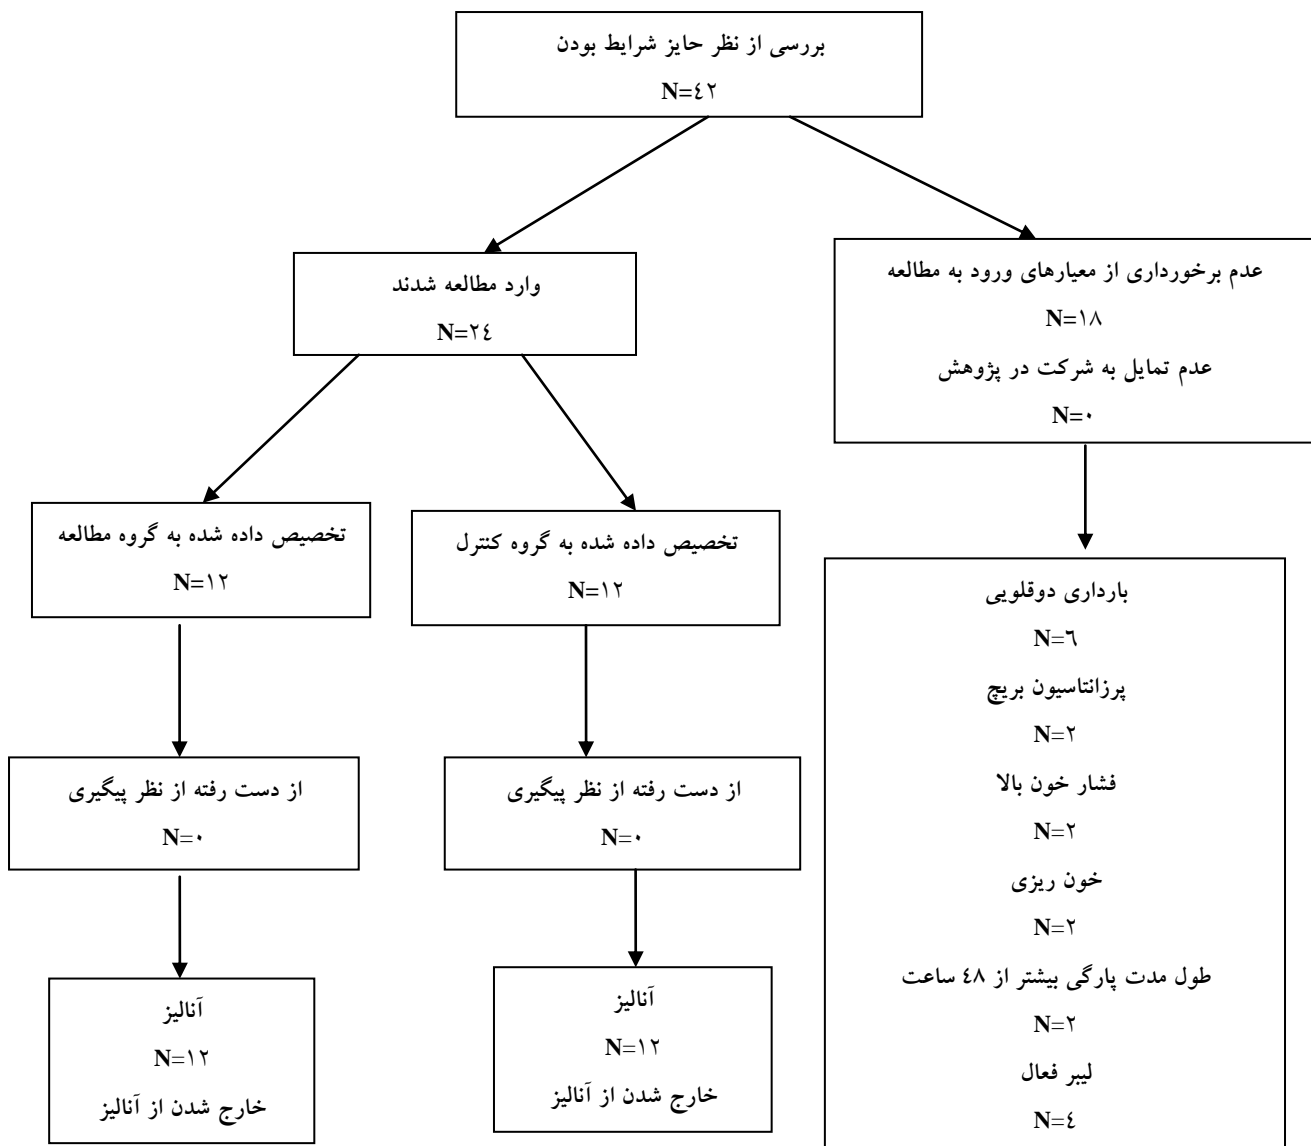 بررسی از نظر حایز شرایط بودن
N=٤٢
وارد مطالعه شدند
N=٢٤
عدم برخورداری از معیارهای ورود به مطالعه
N=١٨
عدم تمایل به شرکت در پژوهش
N=٠
تخصیص داده شده به گروه کنترل
N=١٢
تخصیص داده شده به گروه مطالعه
N=١٢
بارداری دوقلویی
N=٦
پرزانتاسیون بریچ
N=٢
فشار خون بالا
N=٢
خون ریزی
N=٢
طول مدت پارگی بیشتر از ٤٨ ساعت
N=٢
لیبر فعال
N=٤
از دست رفته از نظر پیگیری
N=٠
از دست رفته از نظر پیگیری
N=٠
آنالیز
N=١٢
خارج شدن از آنالیز
آنالیز
N=١٢
خارج شدن از آنالیز